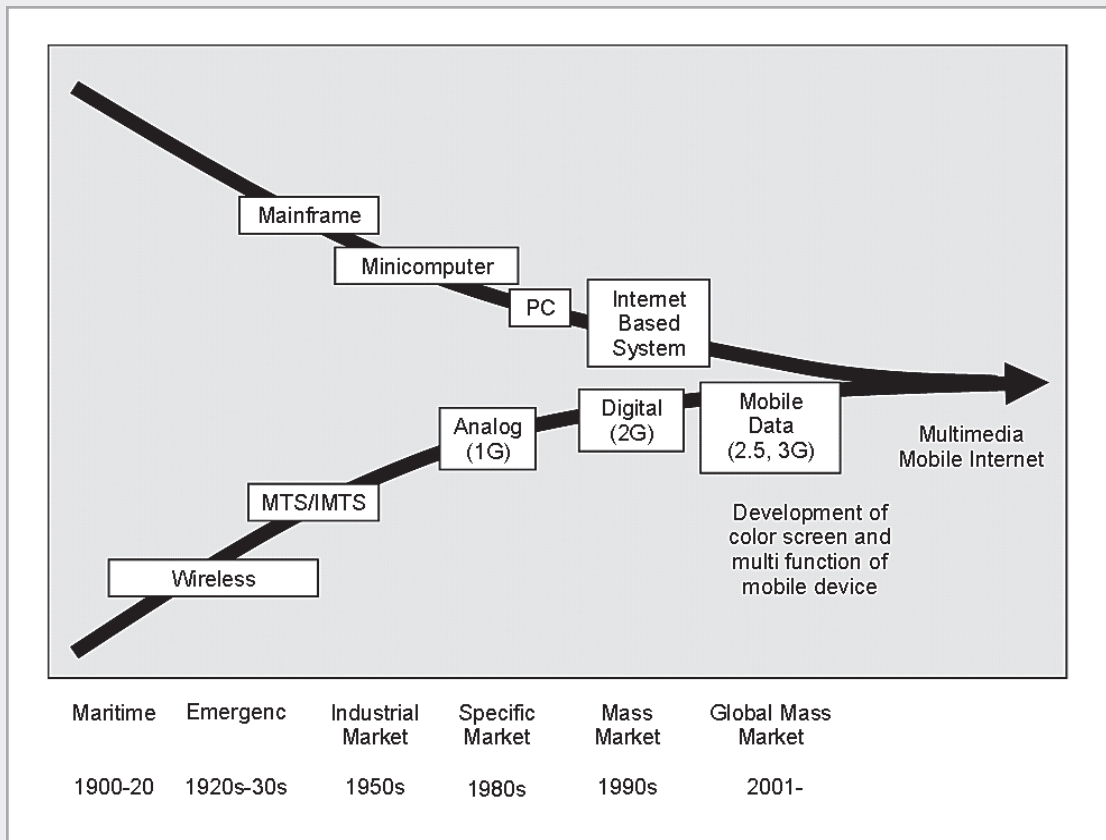 Mainframe
Minicomputer
PC
Internet
Based
System
Analog
(1G)
Digital
(2G)
Mobile
Data
(2.5, 3G)
Multimedia
Mobile Internet
MTS/IMTS
Wireless
Development of
color screen and
multi function of
mobile device
Maritime
Emergenc
Industrial
Market
Specific
Market
Mass
Market
Global Mass
Market
1900-20
1920s-30s
1950s
1980s
1990s
2001-